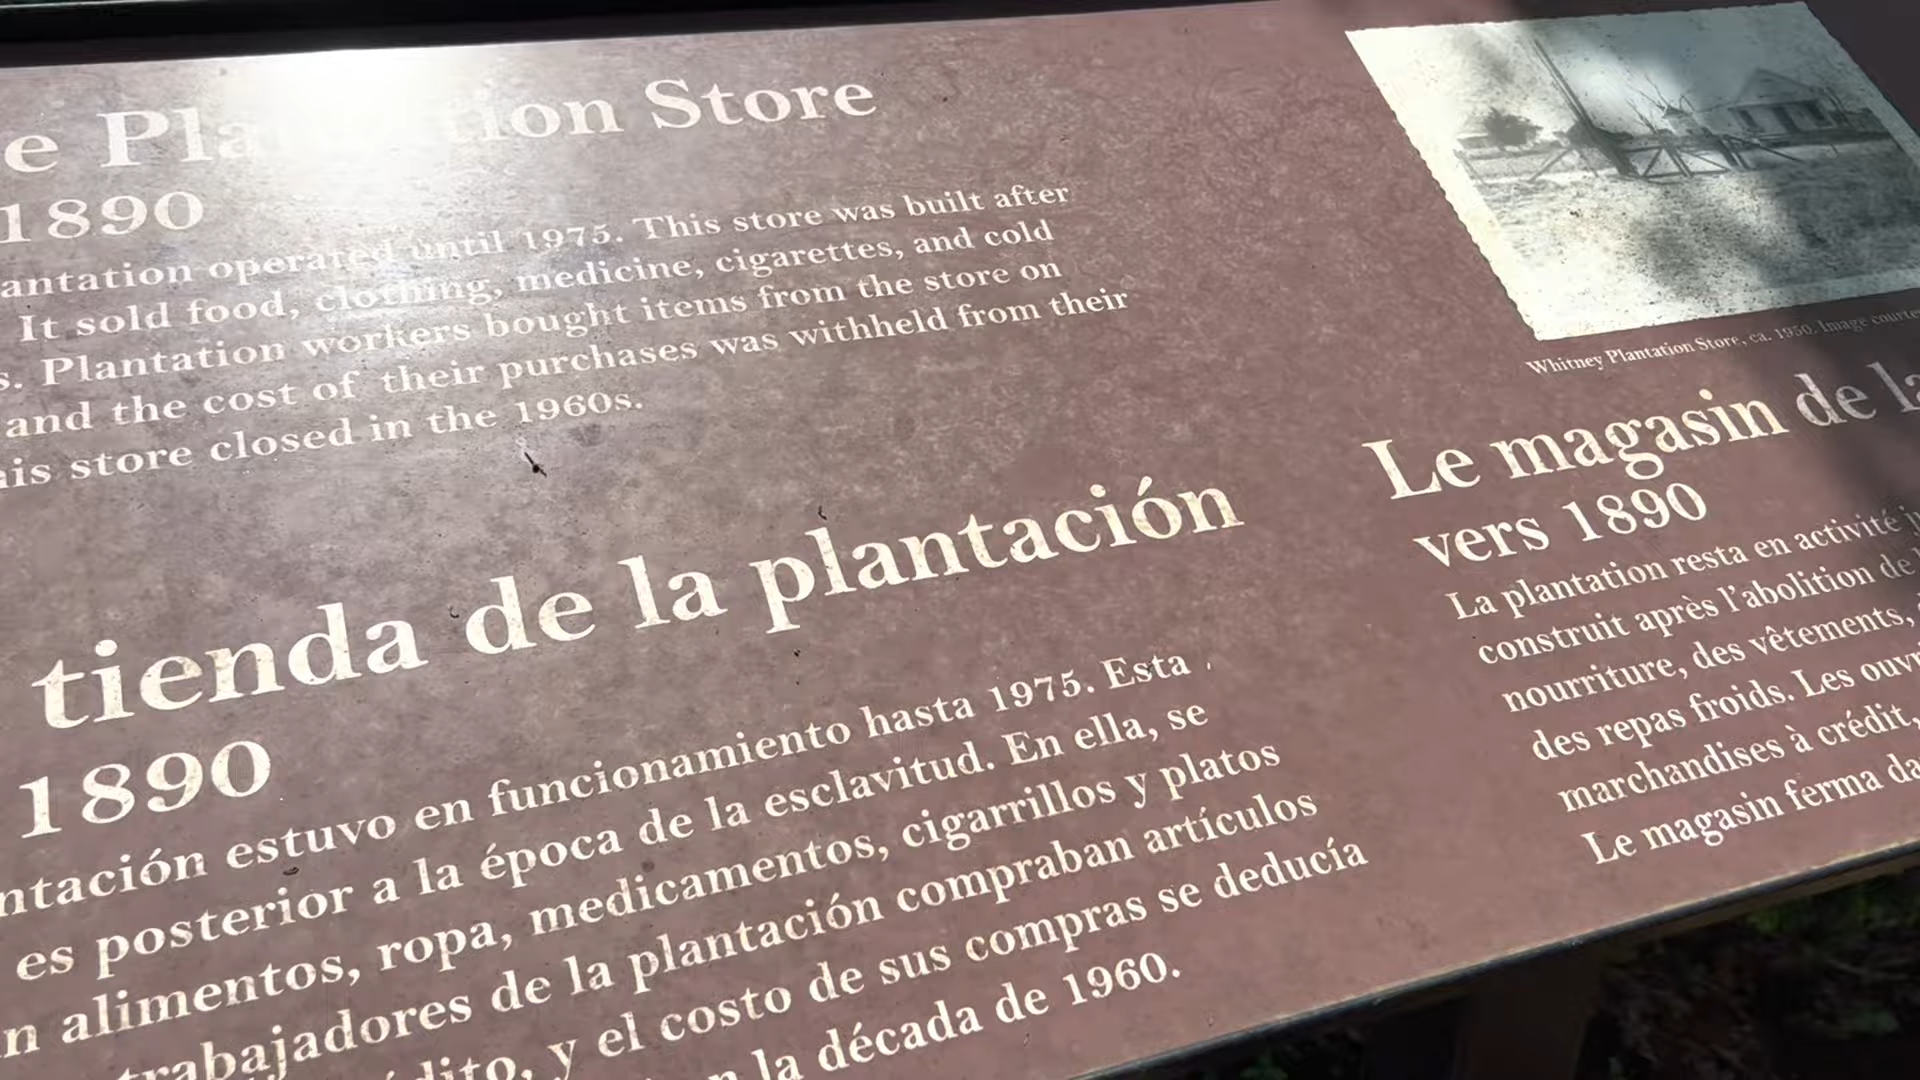 e Plantation Store
1890
antation operated until 1975. This store was built after
It sold food, clothing, medicine, cigarettes, and cold
s. Plantation workers bought items from the store on
and the cost of their purchases was withheld from their
his store closed in the 1960s.
tienda de la plantación
1890
ntación estuvo en funcionamiento hasta 1975. Esta
es posterior a la época de la esclavitud. En ella, se
n alimentos, ropa, medicamentos, cigarrillos y platos
trabajadores de la plantación compraban artículos
édito, y el costo de sus compras se deducía
n la década de 1960.
Whitney Plantation Store, ca. 1950. Image courte
Le magasin de la
vers 1890
La plantation resta en activité j
construit après l'abolition de l
nourriture, des vêtements,
des repas froids. Les ouvr
marchandises à crédit,
Le magasin ferma da